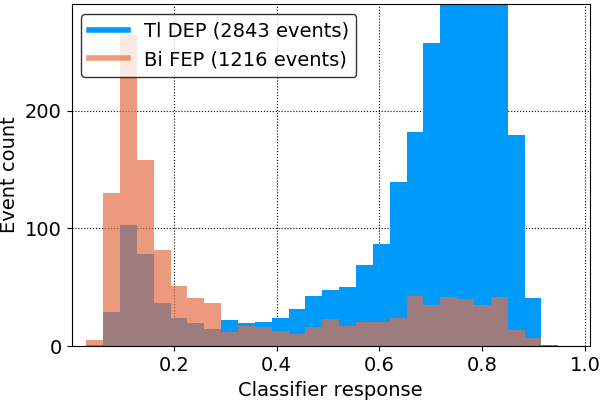 Tl DEP (2843 events)
Bi FEP (1216 events)
Event count
200
100
0
0.2 0.4 0.6 0.8 1.0
Classifier response